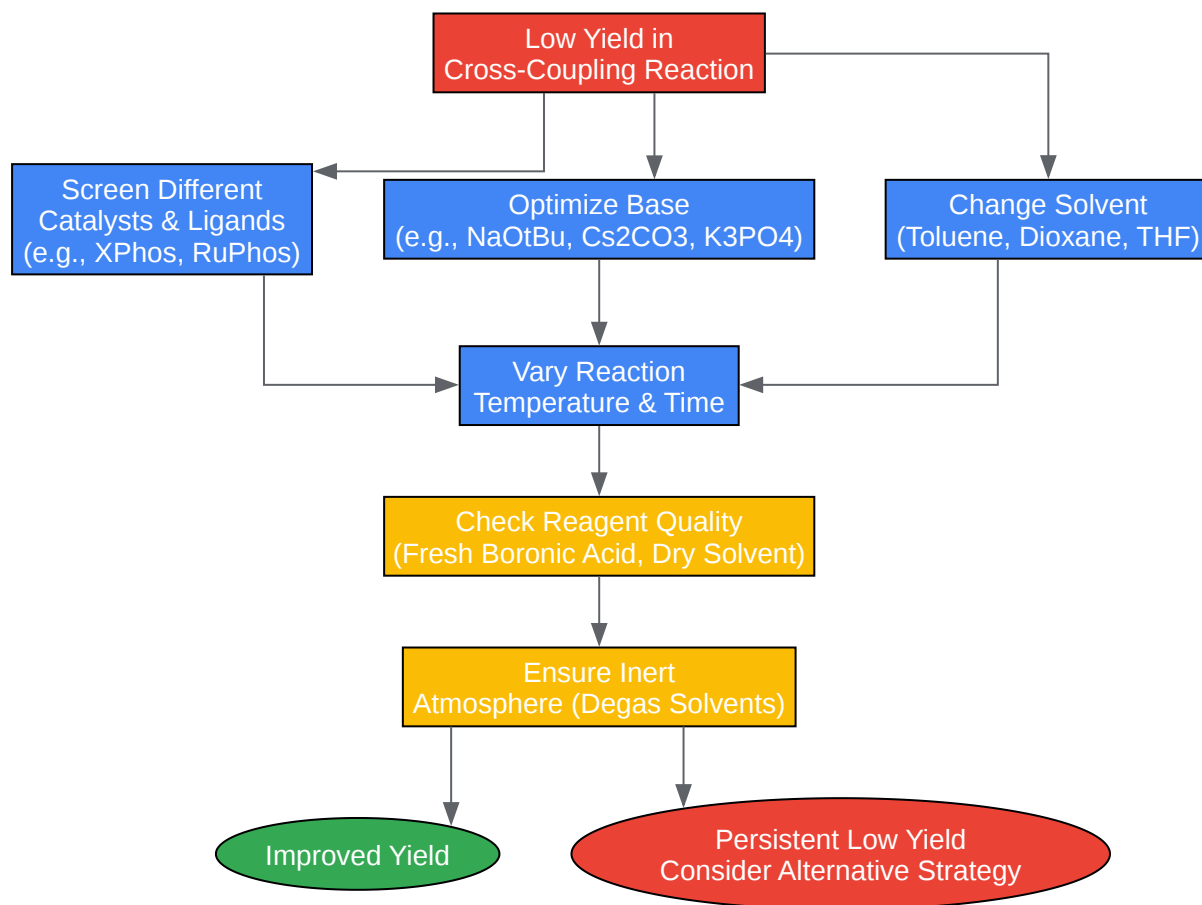 Low Yield in
Cross-Coupling Reaction
Screen Different
Catalysts & Ligands
(e.g., XPhos, RuPhos)
Optimize Base
(e.g., NaOtBu, Cs2CO3, K3PO4)
Change Solvent
(Toluene, Dioxane, THF)
Vary Reaction
Temperature & Time
Check Reagent Quality
(Fresh Boronic Acid, Dry Solvent)
Ensure Inert
Atmosphere (Degas Solvents)
Improved Yield
Persistent Low Yield
Consider Alternative Strategy